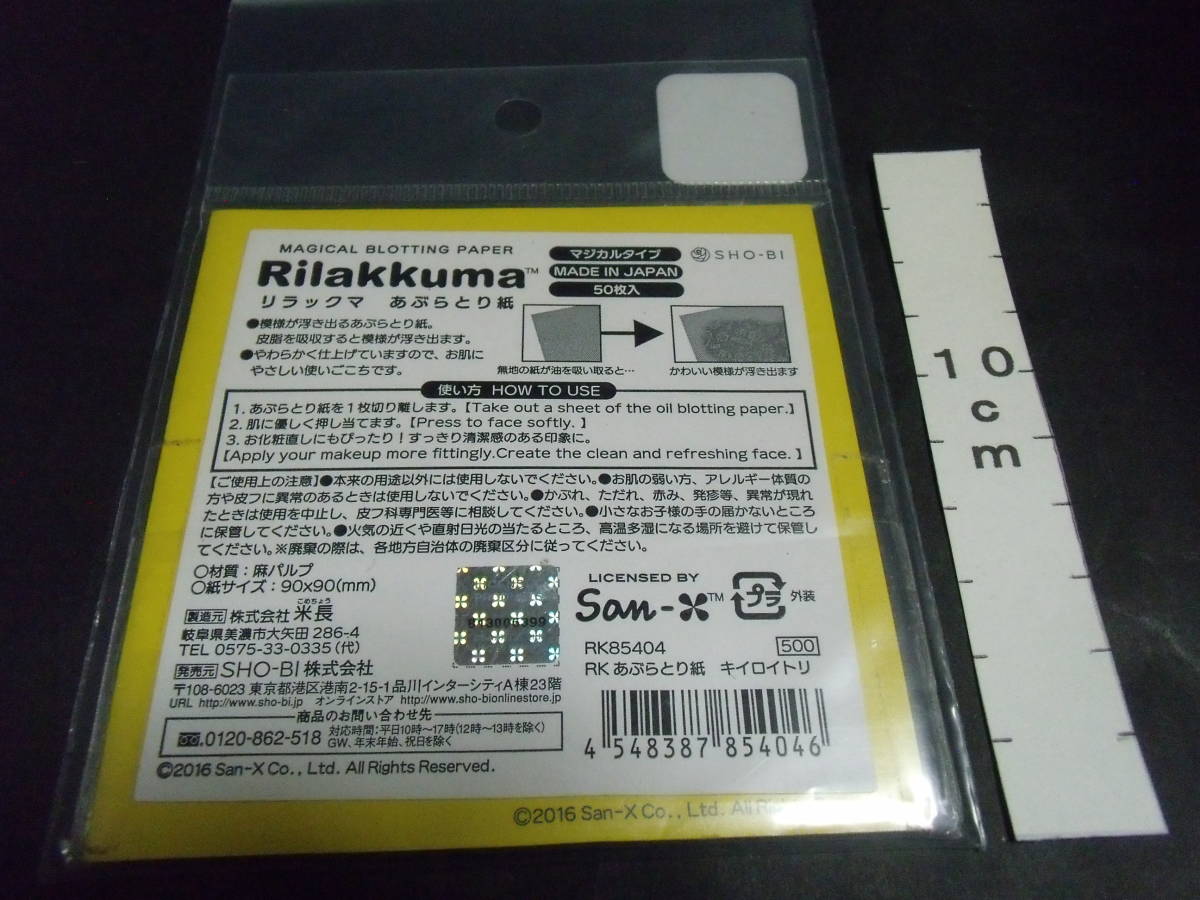 MAGICAL BLOTTING PAPER
Rilakkuma™
リラックマ あぶらとり紙
マジカルタイプ
MADE IN JAPAN
50枚入
SHO-BI
●模様が浮き出るあぶらとり紙。
皮脂を吸収すると模様が浮き出ます。
●やわらかく仕上げていますので、お肌に
やさしい使いごこちです。
無地の紙が油を吸い取ると…
かわいい模様が浮き出ます
使い方 HOW TO USE
1. あぶらとり紙を1枚切り離します。【Take out a sheet of the oil blotting paper.】
2. 肌に優しく押し当てます。【Press to face softly. 】
3. お化粧直しにもぴったり!すっきり清潔感のある印象に。
【Apply your makeup more fittingly.Create the clean and refreshing face. 】
【ご使用上の注意】●本来の用途以外には使用しないでください。●お肌の弱い方、アレルギー体質の
方や皮フに異常のあるときは使用しないでください。●かぶれ、ただれ、赤み、発疹等、異常が現れ
たときは使用を中止し、皮フ科専門医等に相談してください。●小さなお子様の手の届かないところ
に保管してください。●火気の近くや直射日光の当たるところ、高温多湿になる場所を避けて保管し
てください。※廃棄の際は、各地方自治体の廃棄区分に従ってください。
○材質:麻パルプ
○紙サイズ:90x90(mm)
製造元 株式会社 米長
こめちょう
岐阜県美濃市大矢田 286-4
TEL 0575-33-0335 (代)
発売元 SHO-BI 株式会社
〒108-6023 東京都港区港南2-15-1品川インターシティA棟23階
URL http://www.sho-bi.jp オンラインストア http://www.sho-bionlinestore.jp
商品のお問い合わせ先
0120-862-518
対応時間:平日10時〜17時(12時〜13時を除く)
GW、年末年始、祝日を除く
©2016 San-X Co., Ltd. All Rights Reserved.
LICENSED BY
San-X™
プラ
外装
RK85404
500
RK あぶらとり紙 キイロイトリ
4 548387 854046
©2016 San-X Co., Ltd. All
10
cm